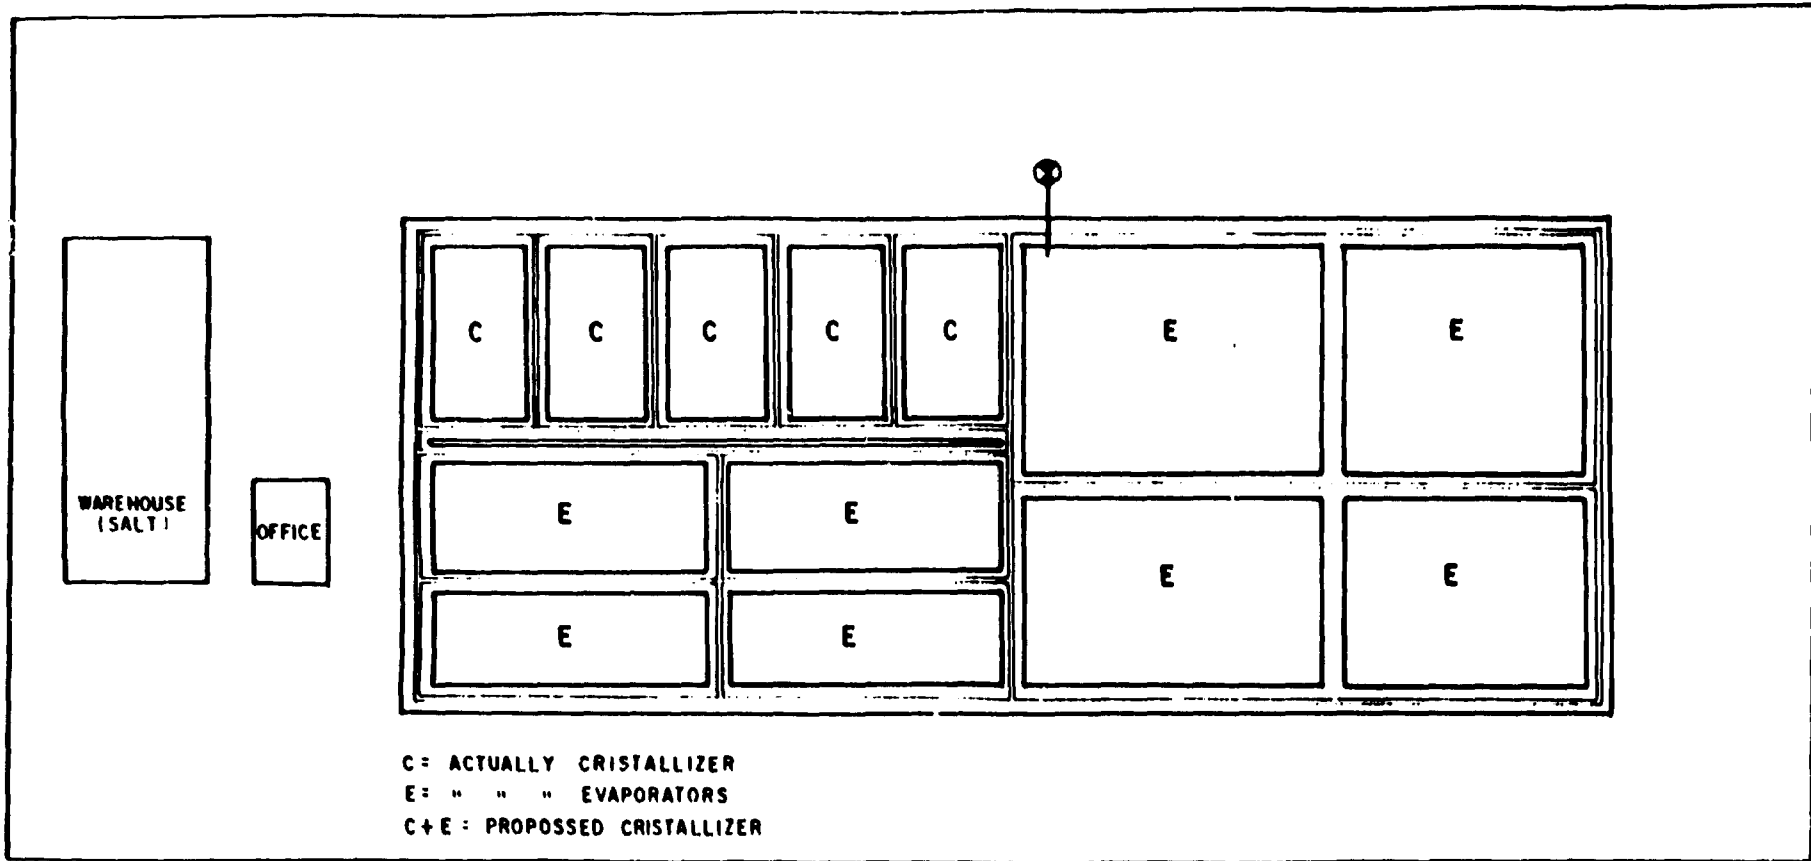 C C C C C E E
WAREHOUSE
(SALT)
OFFICE
E E
E E
E E
C = ACTUALLY CRISTALLIZER
E = " " " EVAPORATORS
C + E = PROPOSSED CRISTALLIZER